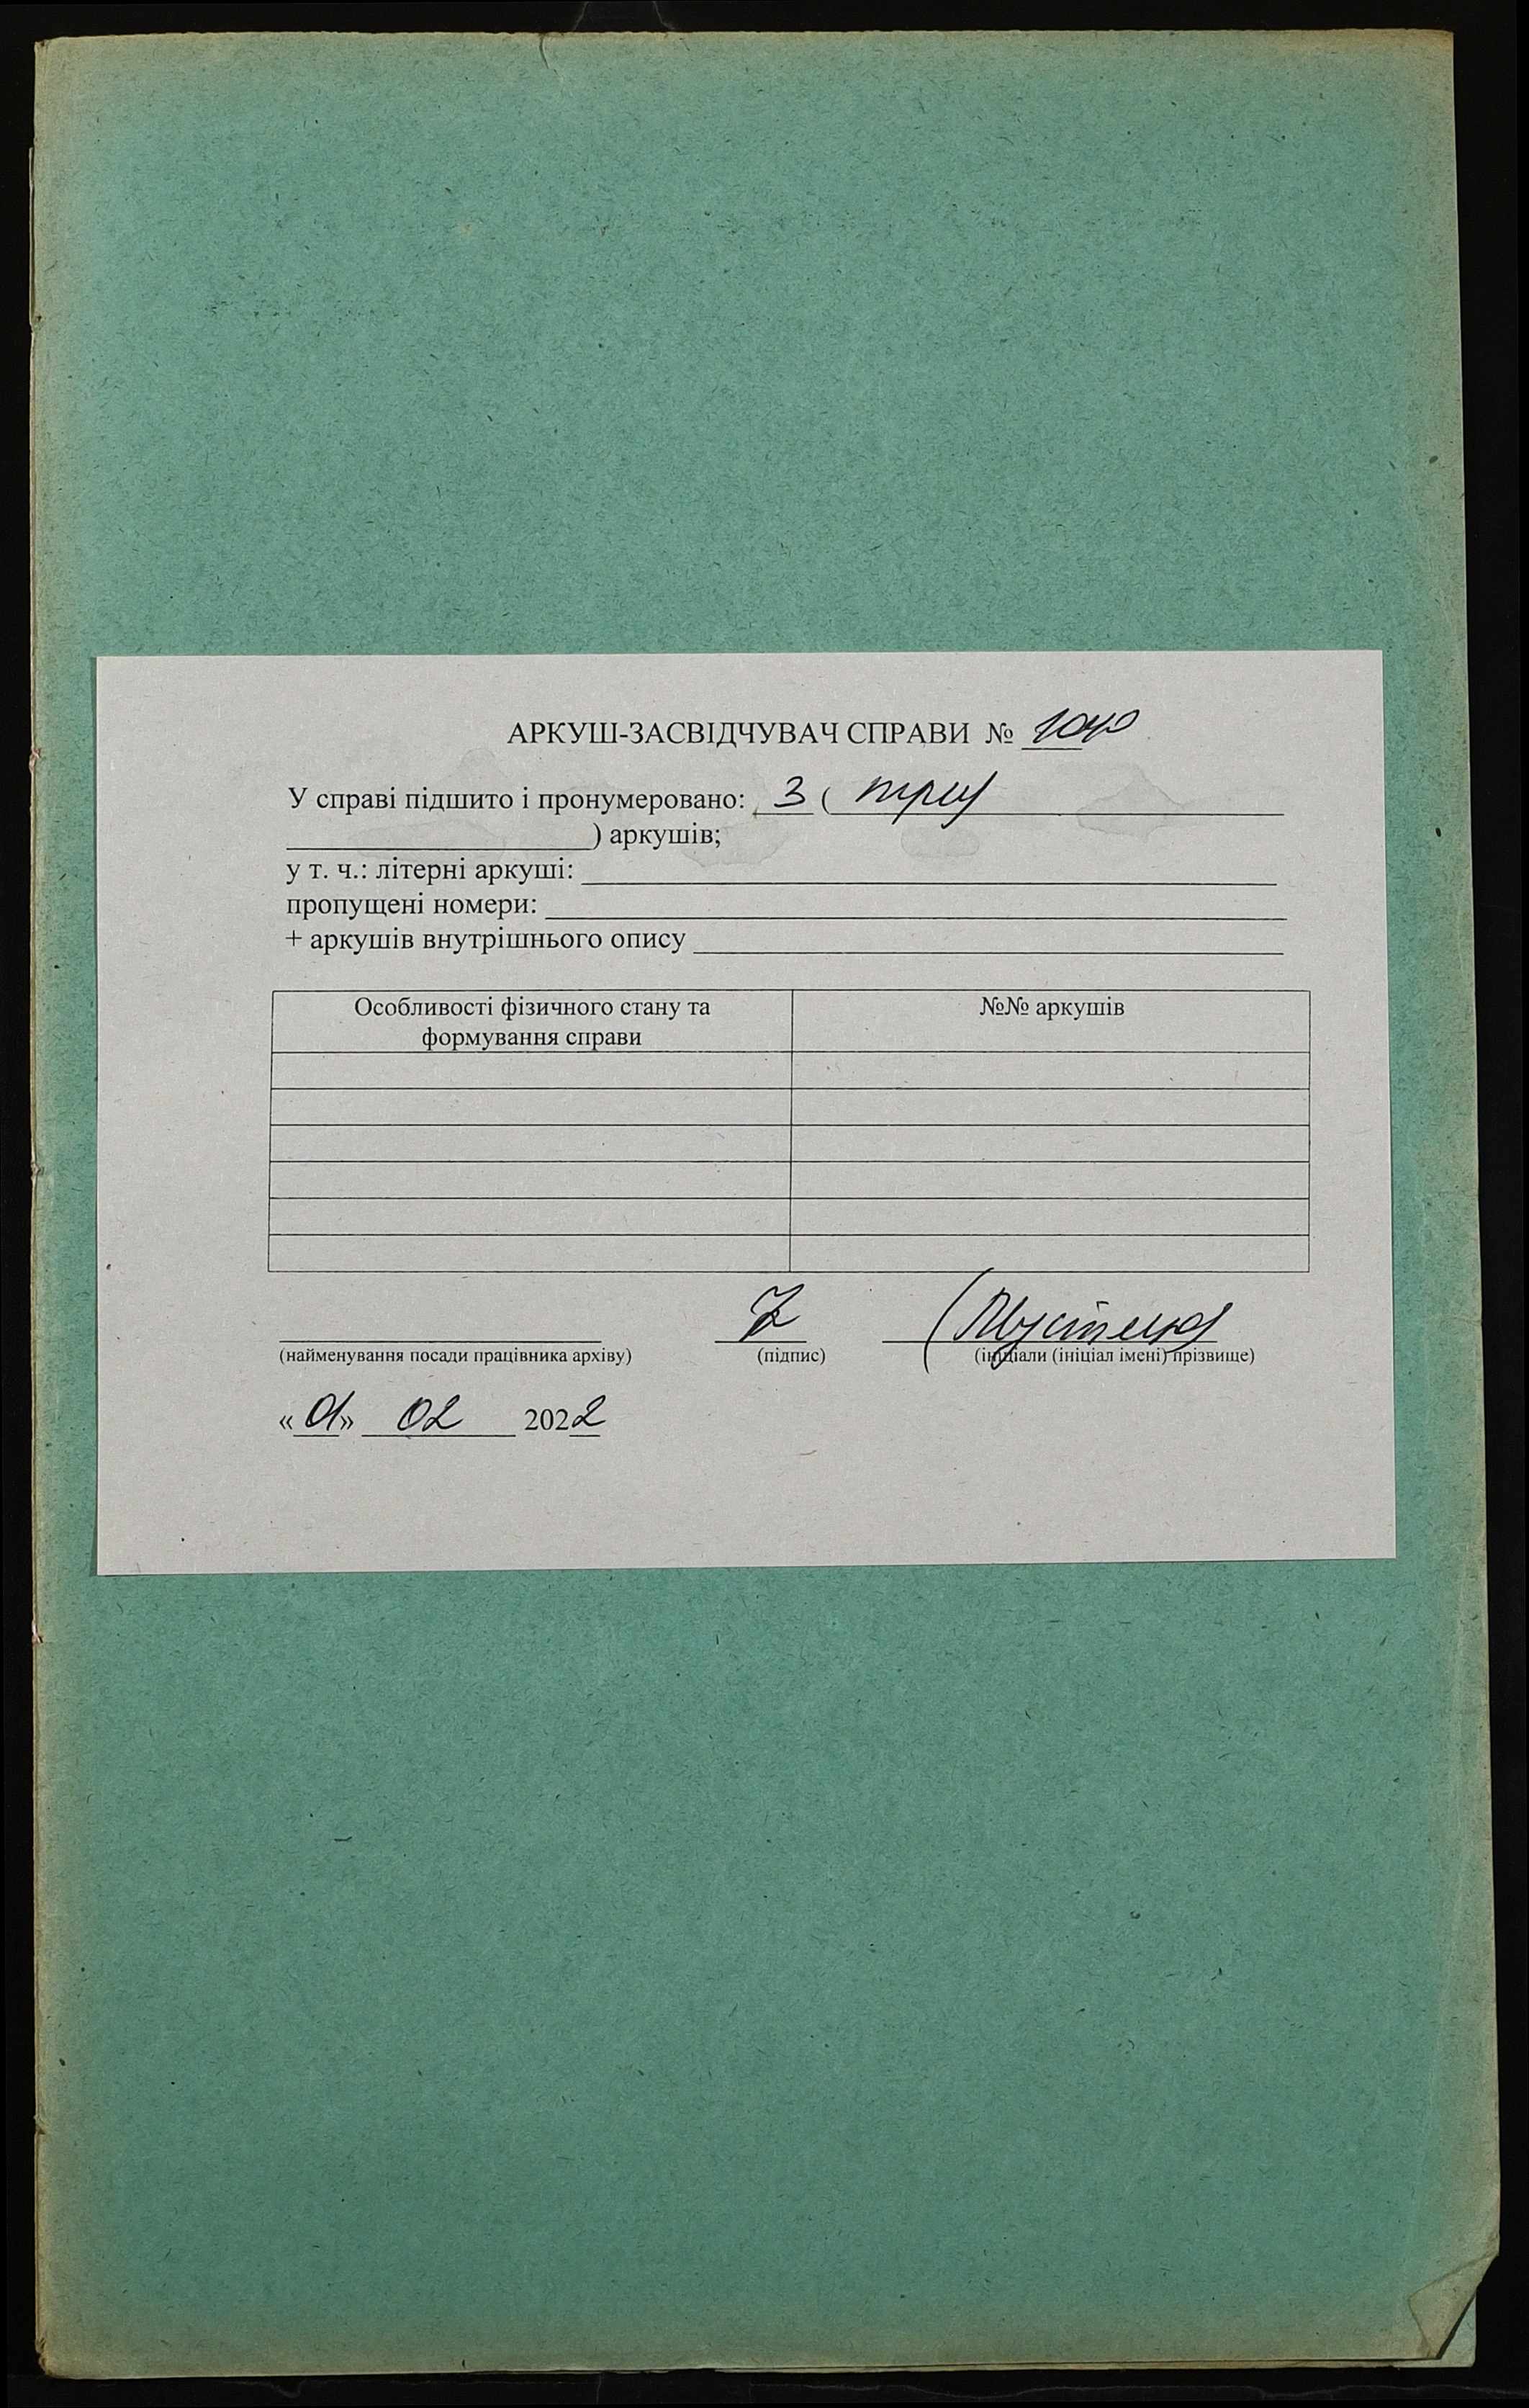 АРКУШ-ЗАСВІДЧУВАЧ СПРАВИ № 1040
У справі підшито і пронумеровано: 3 ( три
) аркушів;
у т. ч.: літерні аркуші:
пропущені номери:
+ аркушів внутрішнього опису
Особливості фізичного стану та формування справи
№№ аркушів
(найменування посади працівника архіву)
(підпис)
(ініціали (ініціал імені) прізвище)
«01» 02 2022